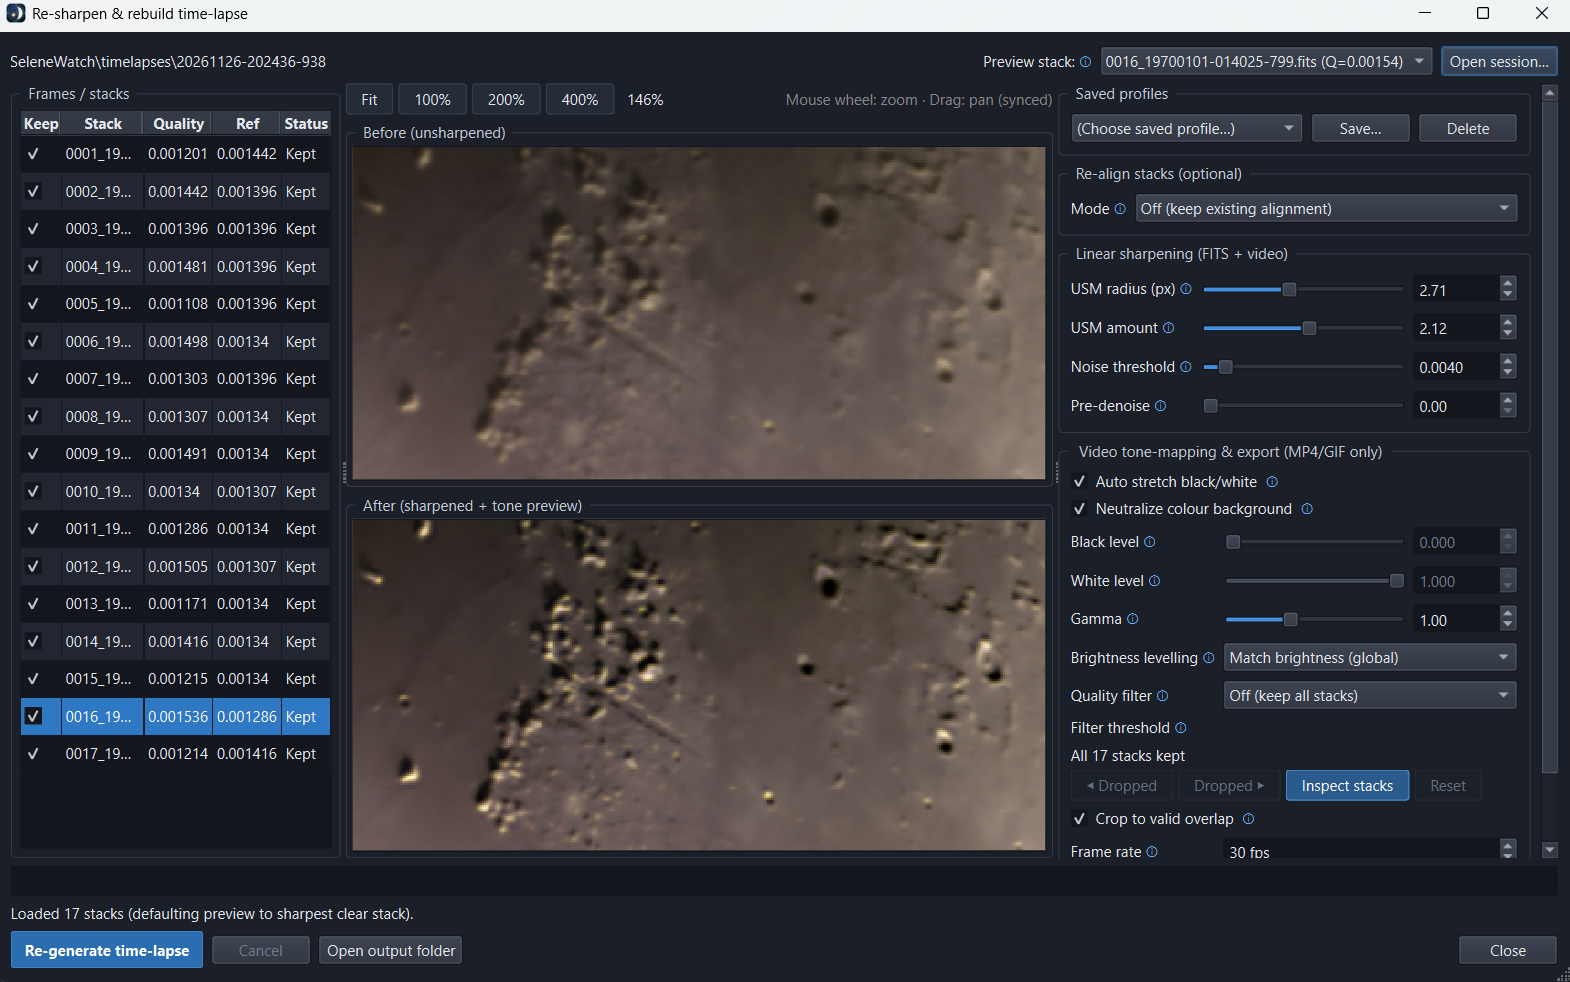 Re-sharpen & rebuild time-lapse
SeleneWatch\timelapses\20261126-202436-938
Preview stack: 0016_19700101-014025-799.fits (Q=0.00154) Open session...
Frames / stacks
Keep Stack Quality Ref Status
0001_19... 0.001201 0.001442 Kept
0002_19... 0.001442 0.001396 Kept
0003_19... 0.001396 0.001396 Kept
0004_19... 0.001481 0.001396 Kept
0005_19... 0.001108 0.001396 Kept
0006_19... 0.001498 0.00134 Kept
0007_19... 0.001303 0.001396 Kept
0008_19... 0.001307 0.00134 Kept
0009_19... 0.001491 0.00134 Kept
0010_19... 0.00134 0.001307 Kept
0011_19... 0.001286 0.00134 Kept
0012_19... 0.001505 0.001307 Kept
0013_19... 0.001171 0.00134 Kept
0014_19... 0.001416 0.00134 Kept
0015_19... 0.001215 0.00134 Kept
0016_19... 0.001536 0.001286 Kept
0017_19... 0.001214 0.001416 Kept
Fit 100% 200% 400% 146% Mouse wheel: zoom · Drag: pan (synced)
Before (unsharpened)
After (sharpened + tone preview)
Saved profiles
(Choose saved profile...) Save... Delete
Re-align stacks (optional)
Mode Off (keep existing alignment)
Linear sharpening (FITS + video)
USM radius (px) 2.71
USM amount 2.12
Noise threshold 0.0040
Pre-denoise 0.00
Video tone-mapping & export (MP4/GIF only)
Auto stretch black/white
Neutralize colour background
Black level 0.000
White level 1.000
Gamma 1.00
Brightness levelling Match brightness (global)
Quality filter Off (keep all stacks)
Filter threshold
All 17 stacks kept
Dropped Dropped Inspect stacks Reset
Crop to valid overlap
Frame rate 30 fps
Loaded 17 stacks (defaulting preview to sharpest clear stack).
Re-generate time-lapse Cancel Open output folder Close